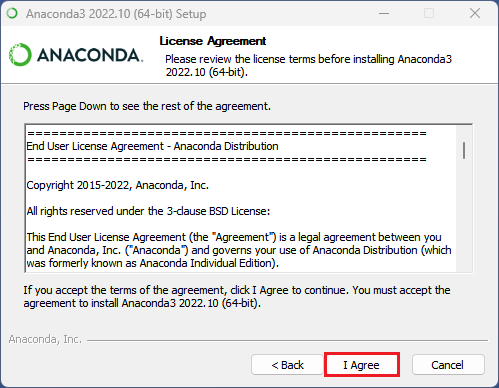 Anaconda3 2022.10 (64-bit) Setup
ANACONDA.
License Agreement
Please review the license terms before installing Anaconda3
2022.10 (64-bit).
Press Page Down to see the rest of the agreement.
==================================================
End User License Agreement - Anaconda Distribution
==================================================
Copyright 2015-2022, Anaconda, Inc.
All rights reserved under the 3-clause BSD License:
This End User License Agreement (the "Agreement") is a legal agreement between you
and Anaconda, Inc. ("Anaconda") and governs your use of Anaconda Distribution (which
was formerly known as Anaconda Individual Edition).
If you accept the terms of the agreement, click I Agree to continue. You must accept the
agreement to install Anaconda3 2022.10 (64-bit).
Anaconda, Inc.
< Back
I Agree
Cancel